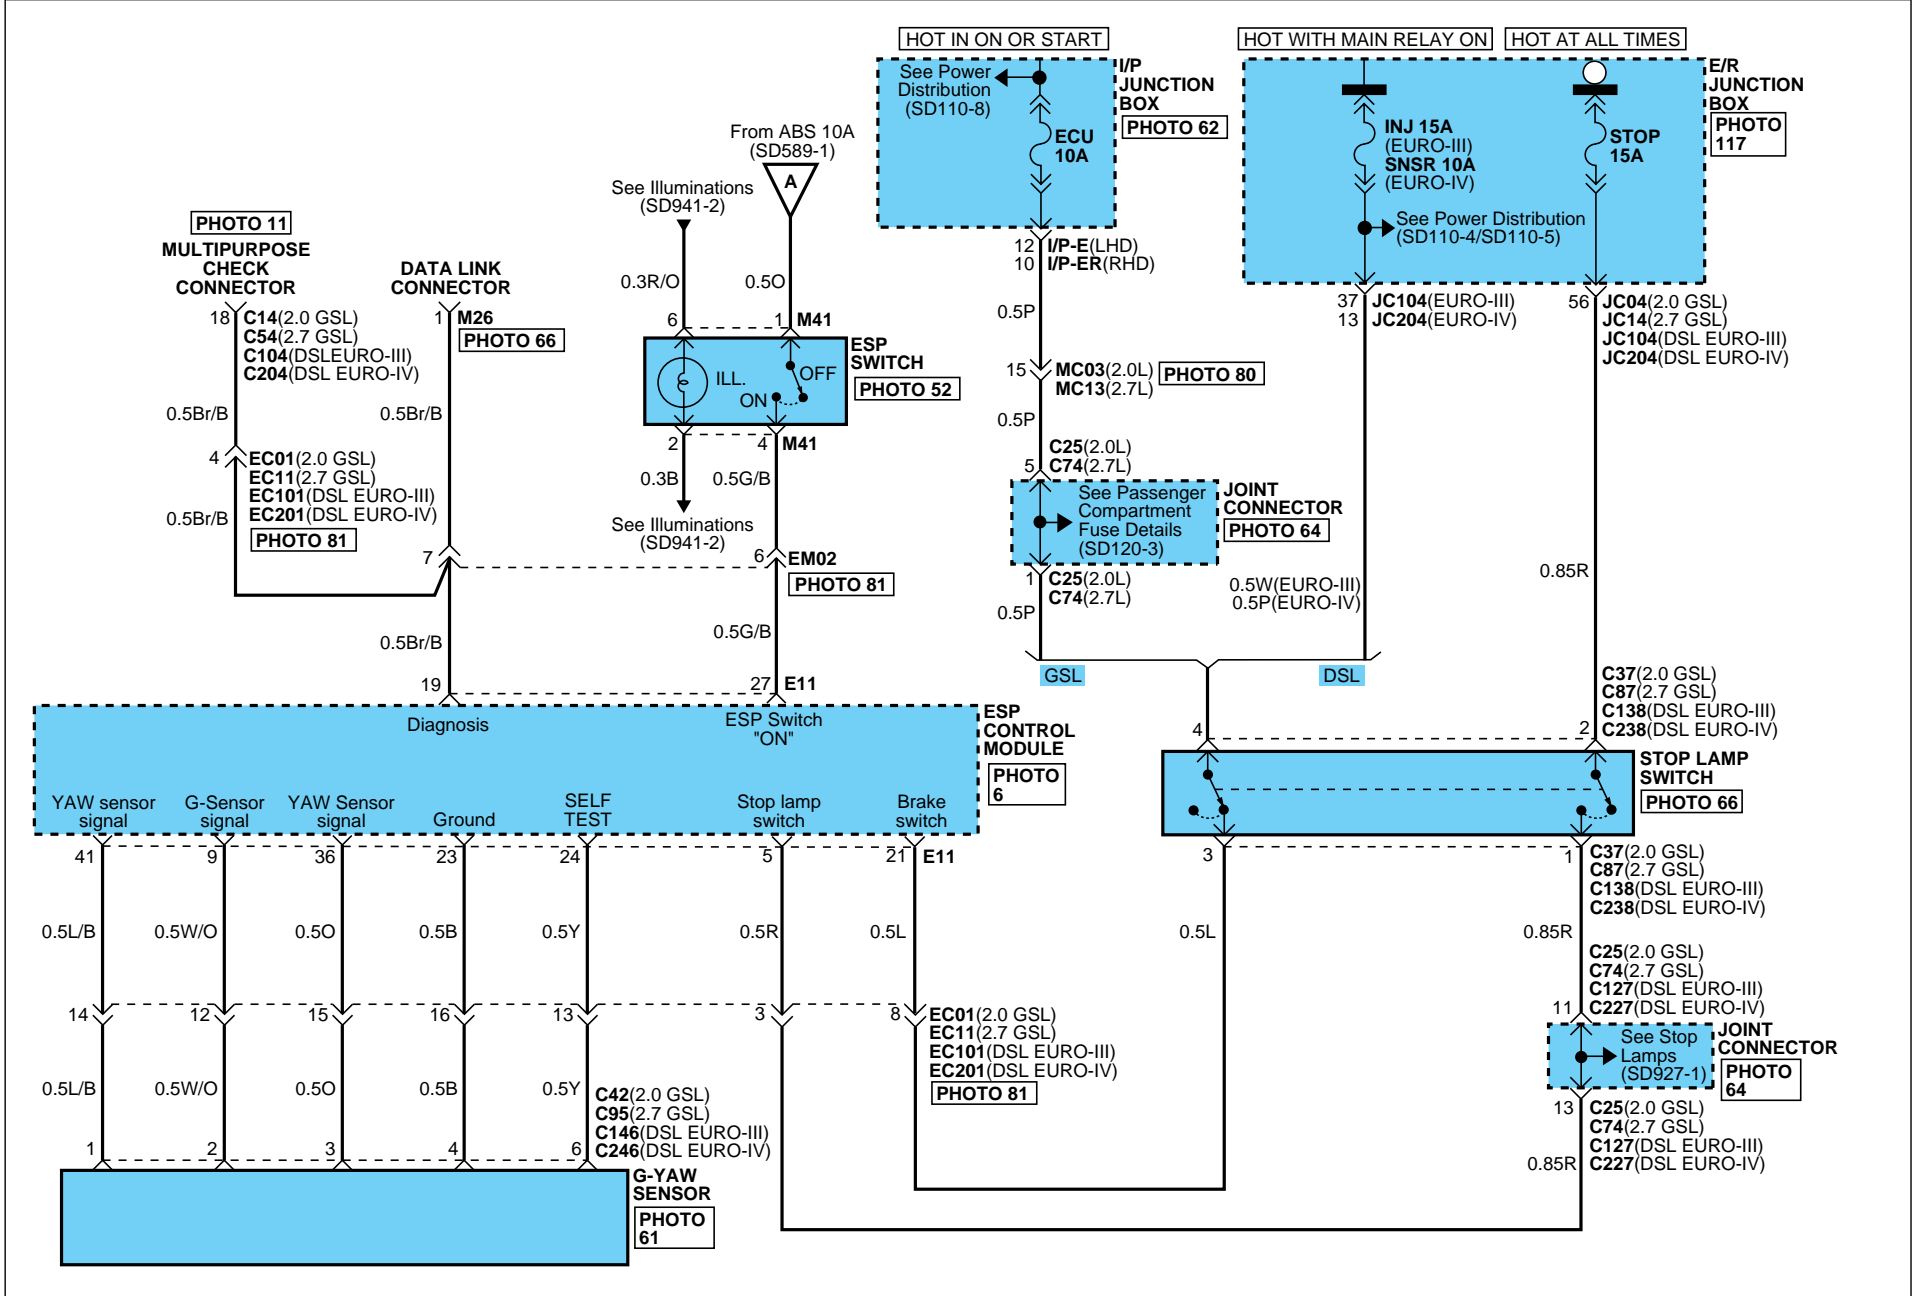 HOT IN ON OR START
HOT WITH MAIN RELAY ON
HOT AT ALL TIMES
See Power
Distribution
(SD110-8)
I/P
JUNCTION
BOX
PHOTO 62
ECU
10A
INJ 15A
(EURO-III)
SNSR 10A
(EURO-IV)
STOP
15A
E/R
JUNCTION
BOX
PHOTO
117
See Power Distribution
(SD110-4/SD110-5)
From ABS 10A
(SD589-1)
A
See Illuminations
(SD941-2)
PHOTO 11
MULTIPURPOSE
CHECK
CONNECTOR
DATA LINK
CONNECTOR
18
C14(2.0 GSL)
C54(2.7 GSL)
C104(DSLEURO-III)
C204(DSL EURO-IV)
1
M26
PHOTO 66
0.3R/O
0.5O
6
1
M41
ESP
SWITCH
PHOTO 52
ILL.
OFF
ON
2
4
M41
12
I/P-E(LHD)
10
I/P-ER(RHD)
0.5P
15
MC03(2.0L)
MC13(2.7L)
PHOTO 80
0.5P
C25(2.0L)
5
C74(2.7L)
See Passenger
Compartment
Fuse Details
(SD120-3)
JOINT
CONNECTOR
PHOTO 64
1
C25(2.0L)
C74(2.7L)
0.5P
37
JC104(EURO-III)
13
JC204(EURO-IV)
56
JC04(2.0 GSL)
JC14(2.7 GSL)
JC104(DSL EURO-III)
JC204(DSL EURO-IV)
0.5Br/B
0.5Br/B
4
EC01(2.0 GSL)
EC11(2.7 GSL)
EC101(DSL EURO-III)
EC201(DSL EURO-IV)
PHOTO 81
0.5Br/B
0.3B
0.5G/B
See Illuminations
(SD941-2)
7
6
EM02
PHOTO 81
0.5Br/B
0.5G/B
0.5W(EURO-III)
0.5P(EURO-IV)
0.85R
GSL
DSL
19
27
E11
4
2
C37(2.0 GSL)
C87(2.7 GSL)
C138(DSL EURO-III)
C238(DSL EURO-IV)
Diagnosis
ESP Switch
"ON"
ESP
CONTROL
MODULE
PHOTO
6
YAW sensor
signal
G-Sensor
signal
YAW Sensor
signal
Ground
SELF
TEST
Stop lamp
switch
Brake
switch
STOP LAMP
SWITCH
PHOTO 66
41
9
36
23
24
5
21
E11
3
1
C37(2.0 GSL)
C87(2.7 GSL)
C138(DSL EURO-III)
C238(DSL EURO-IV)
0.5L/B
0.5W/O
0.5O
0.5B
0.5Y
0.5R
0.5L
0.5L
0.85R
C25(2.0 GSL)
C74(2.7 GSL)
C127(DSL EURO-III)
11
C227(DSL EURO-IV)
14
12
15
16
13
3
8
EC01(2.0 GSL)
EC11(2.7 GSL)
EC101(DSL EURO-III)
EC201(DSL EURO-IV)
PHOTO 81
See Stop
Lamps
(SD927-1)
JOINT
CONNECTOR
PHOTO
64
0.5L/B
0.5W/O
0.5O
0.5B
0.5Y
C42(2.0 GSL)
C95(2.7 GSL)
C146(DSL EURO-III)
C246(DSL EURO-IV)
13
C25(2.0 GSL)
C74(2.7 GSL)
C127(DSL EURO-III)
C227(DSL EURO-IV)
0.85R
1
2
3
4
6
G-YAW
SENSOR
PHOTO
61